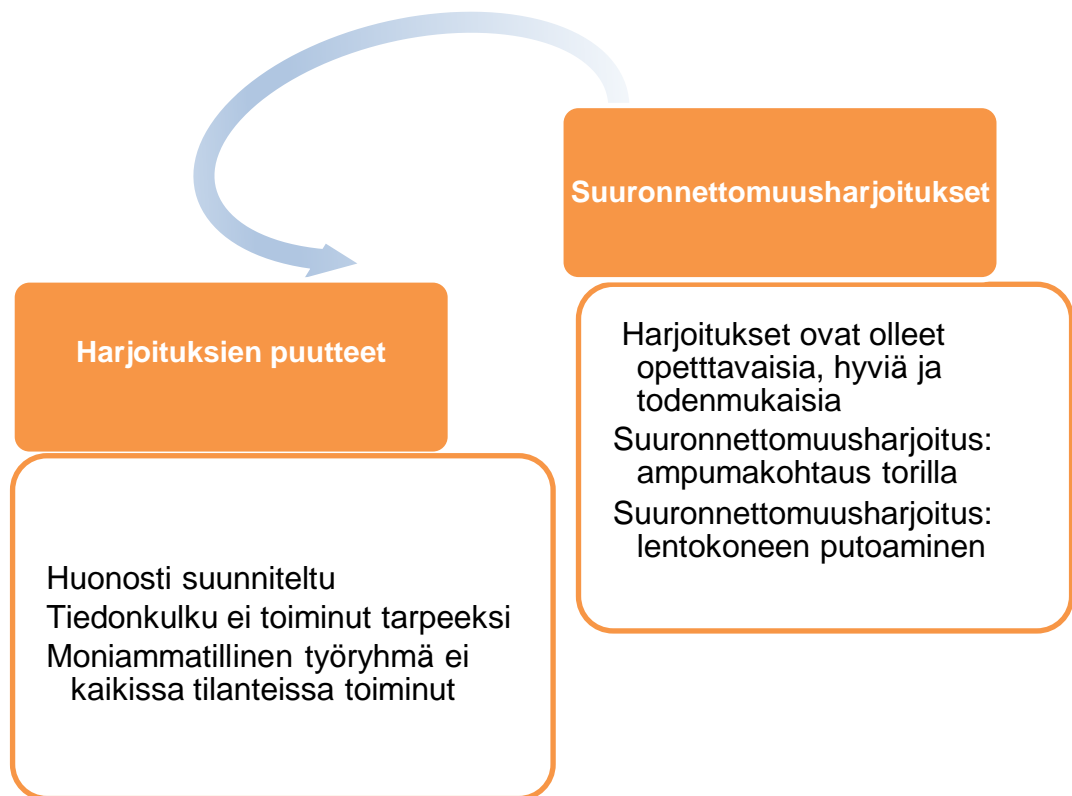 Suuronnettomuusharjoitukset
Harjoitukset ovat olleet
opetttavaisia, hyviä ja
todenmukaisia
Suuronnettomuusharjoitus:
ampumakohtaus torilla
Suuronnettomuusharjoitus:
lentokoneen putoaminen
Harjoituksien puutteet
Huonosti suunniteltu
Tiedonkulku ei toiminut tarpeeksi
Moniammatillinen työryhmä ei
kaikissa tilanteissa toiminut